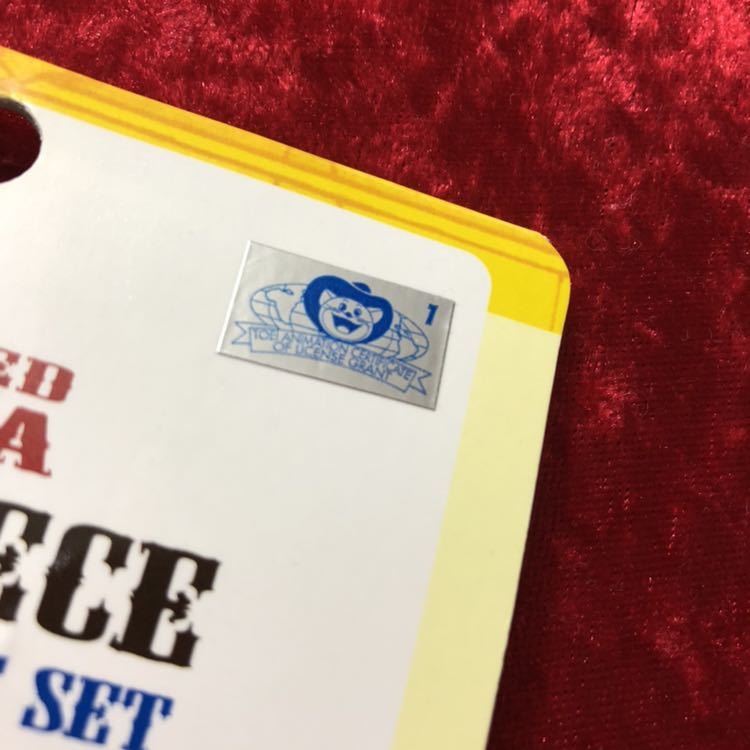 1
TOEI ANIMATION CERTIFICATE
OF LICENSE GRANT
ED
A
ECE
SET